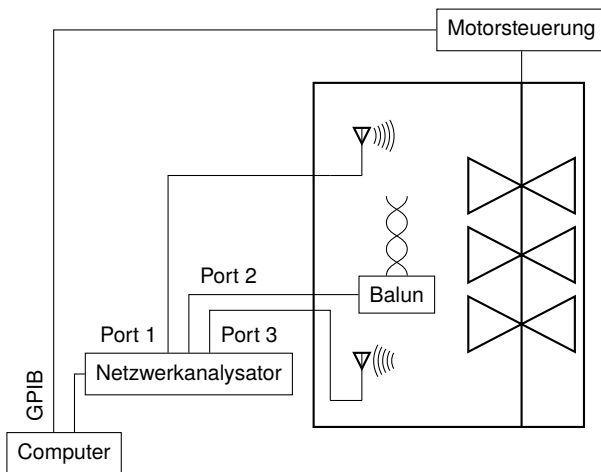 Motorsteuerung
Port 2
Balun
Port 1
Port 3
Netzwerkanalysator
GPIB
Computer